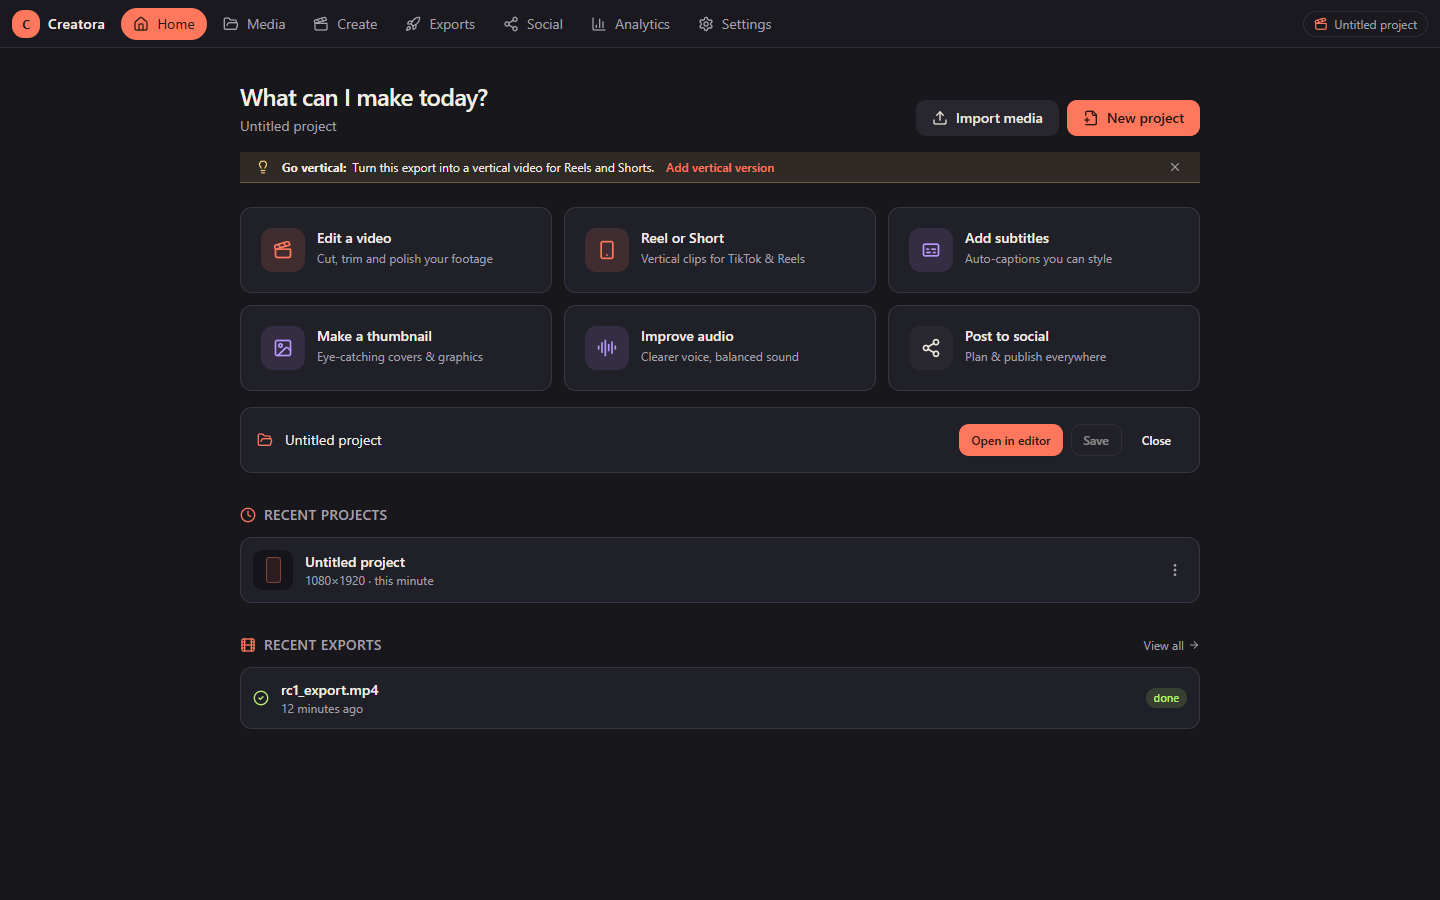 C Creatora Home Media Create Exports Social Analytics Settings Untitled project
What can I make today?
Untitled project
Import media New project
Go vertical: Turn this export into a vertical video for Reels and Shorts. Add vertical version
Edit a video
Cut, trim and polish your footage
Reel or Short
Vertical clips for TikTok & Reels
Add subtitles
Auto-captions you can style
Make a thumbnail
Eye-catching covers & graphics
Improve audio
Clearer voice, balanced sound
Post to social
Plan & publish everywhere
Untitled project Open in editor Save Close
RECENT PROJECTS
Untitled project
1080×1920 · this minute
RECENT EXPORTS View all
rc1_export.mp4
12 minutes ago
done